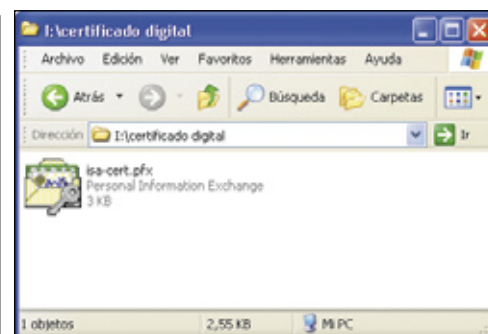 I:\certificado digital
Archivo Edición Ver Favoritos Herramientas Ayuda
Atrás Búsqueda Carpetas
Dirección I:\certificado digital Ir
isa-cert.pfx
Personal Information Exchange
3 KB
1 objetos 2,55 KB Mi PC